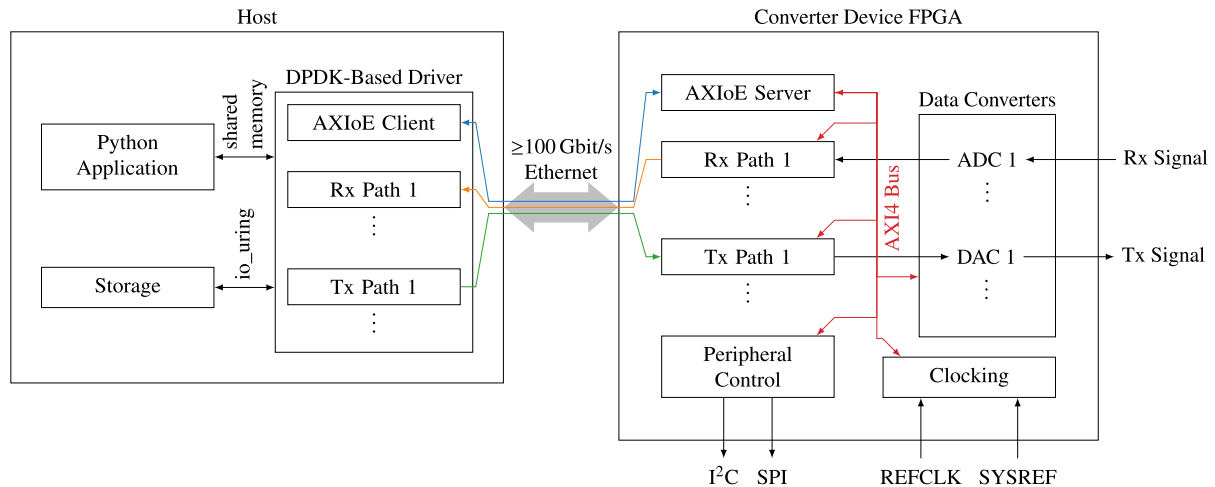 Host
Converter Device FPGA
DPDK-Based Driver
shared
memory
AXIoE Client
Python
Application
Rx Path 1
⋮
io_uring
Storage
Tx Path 1
⋮
≥100 Gbit/s
Ethernet
AXIoE Server
Data Converters
Rx Path 1
⋮
ADC 1
⋮
Rx Signal
AXI4 Bus
Tx Path 1
⋮
DAC 1
⋮
Tx Signal
Peripheral
Control
Clocking
I²C
SPI
REFCLK
SYSREF